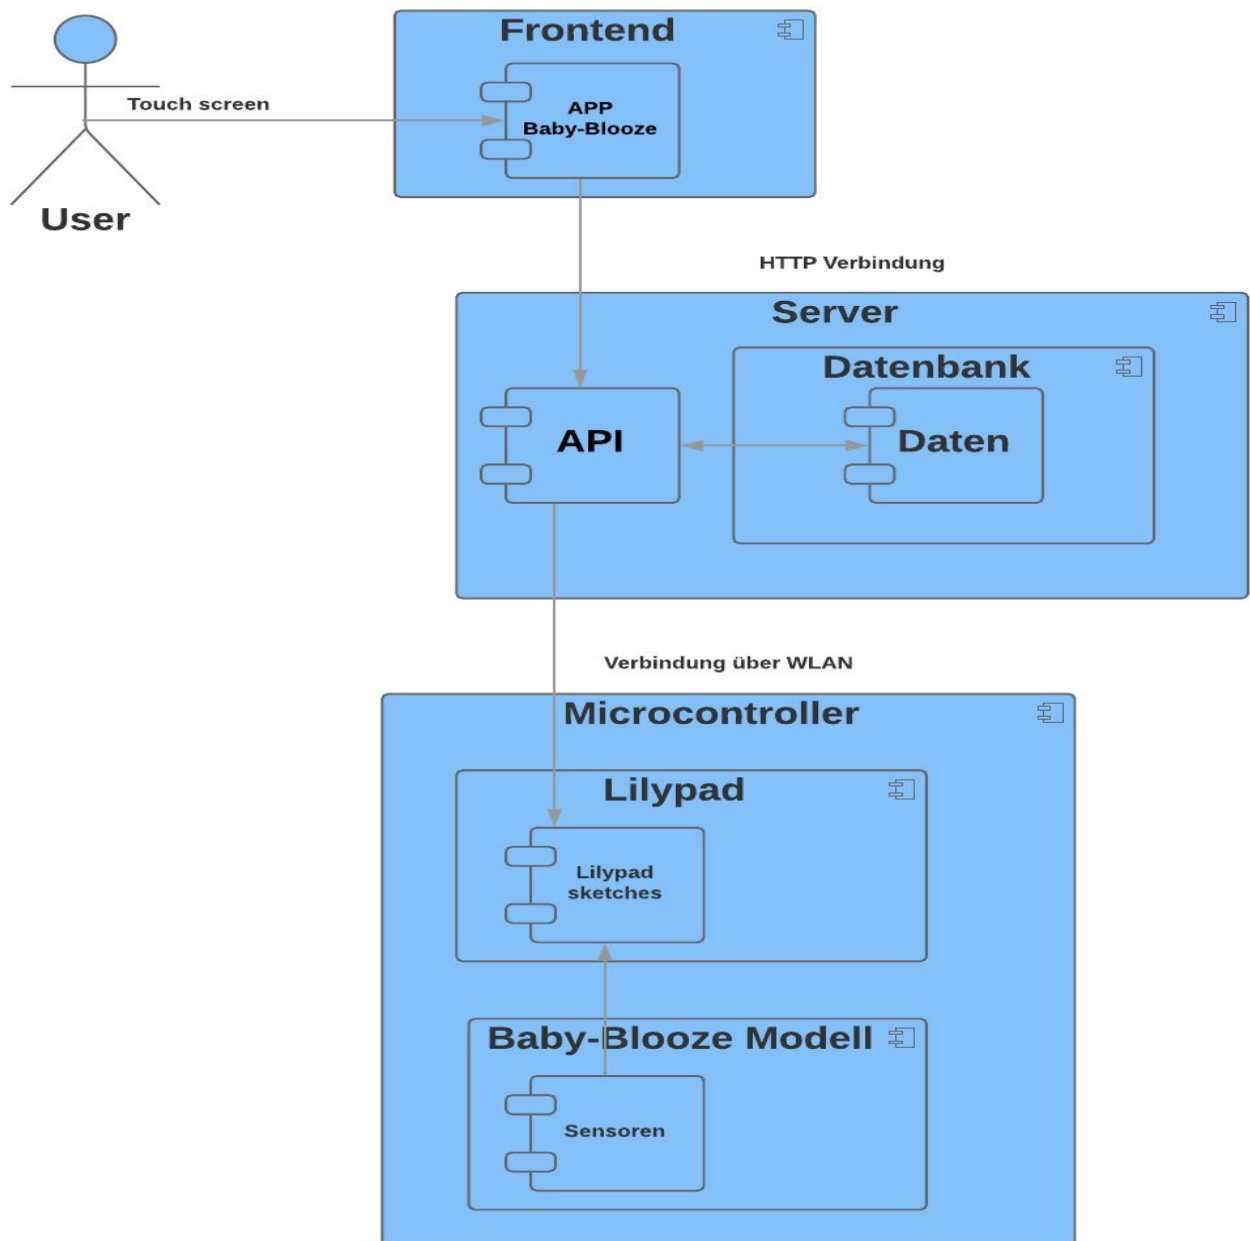 Frontend
APP
Baby-Blooze
Touch screen
User
HTTP Verbindung
Server
Datenbank
API
Daten
Verbindung über WLAN
Microcontroller
Lilypad
Lilypad
sketches
Baby-Blooze Modell
Sensoren